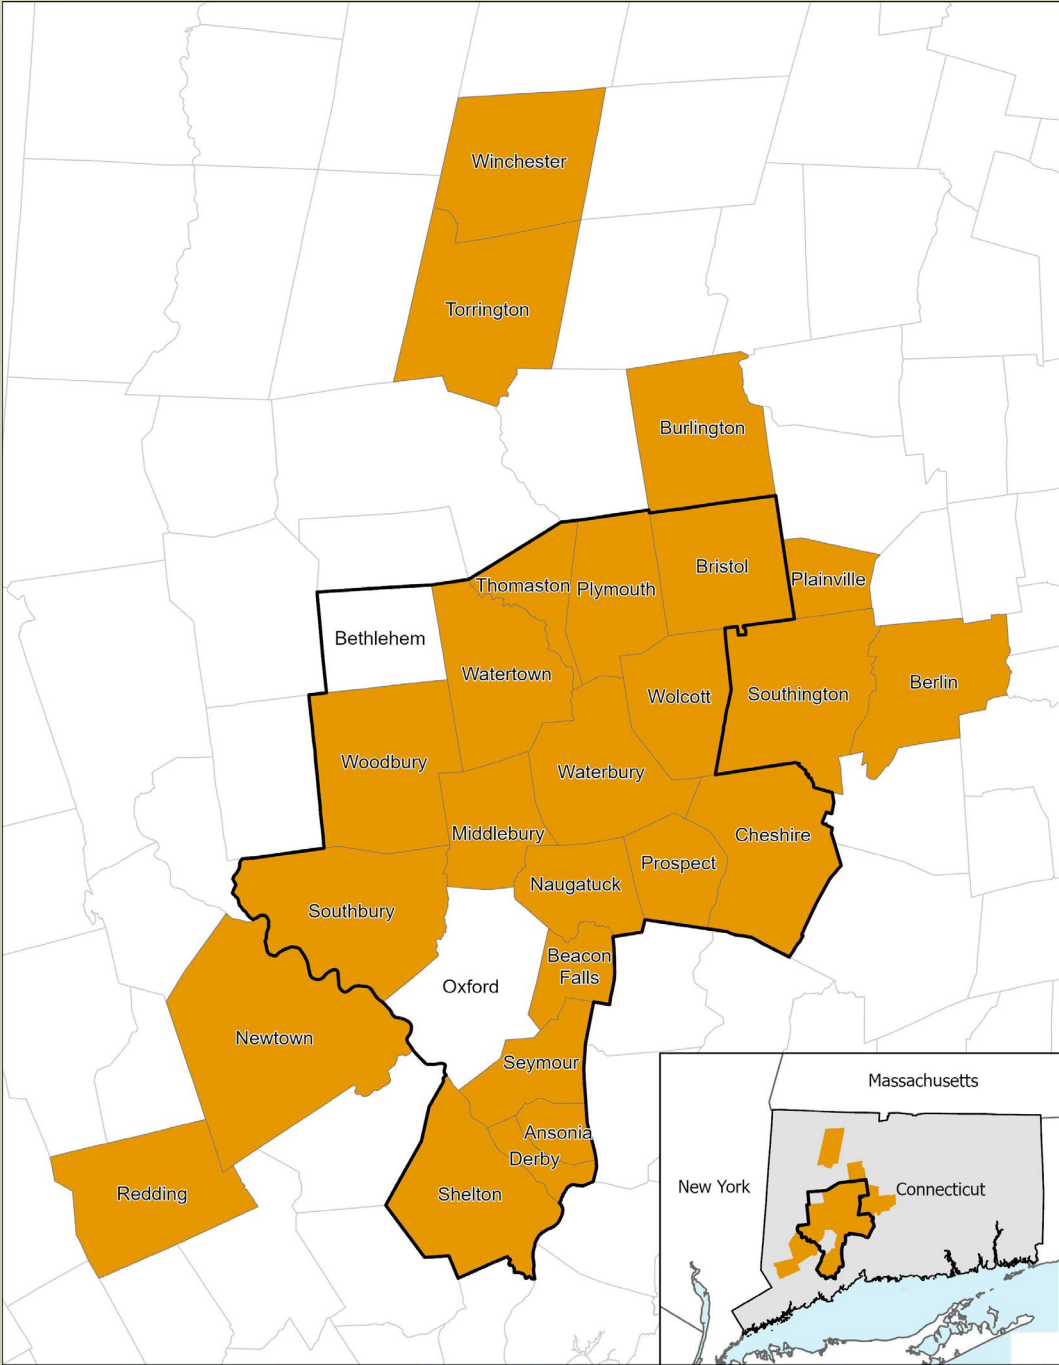 Winchester
Torrington
Burlington
Bristol
Thomaston
Plymouth
Plainville
Bethlehem
Watertown
Wolcott
Southington
Berlin
Woodbury
Waterbury
Middlebury
Cheshire
Prospect
Naugatuck
Southbury
Beacon
Falls
Oxford
Newtown
Seymour
Ansonia
Derby
Shelton
Redding
Massachusetts
New York
Connecticut